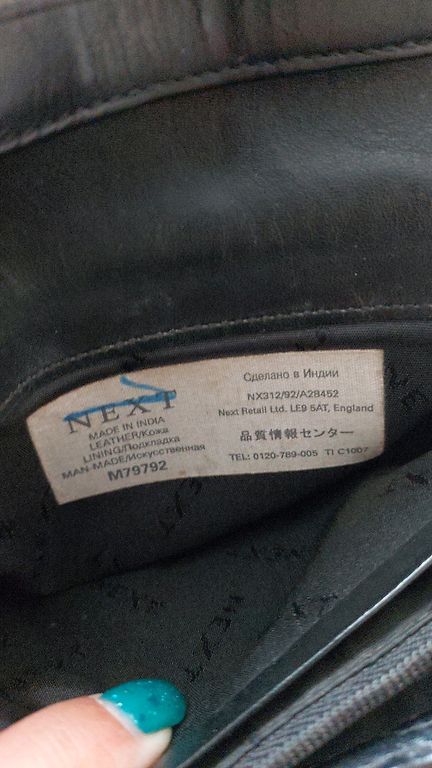 NEXT
MADE IN INDIA
LEATHER/Кожа
LINING/Подкладка
MAN-MADE/Искусственная
M79792
Сделано в Индии
NX312/92/A28452
Next Retail Ltd. LE9 5AT, England
品質情報センター
TEL: 0120-789-005 TI C1007
NEXT